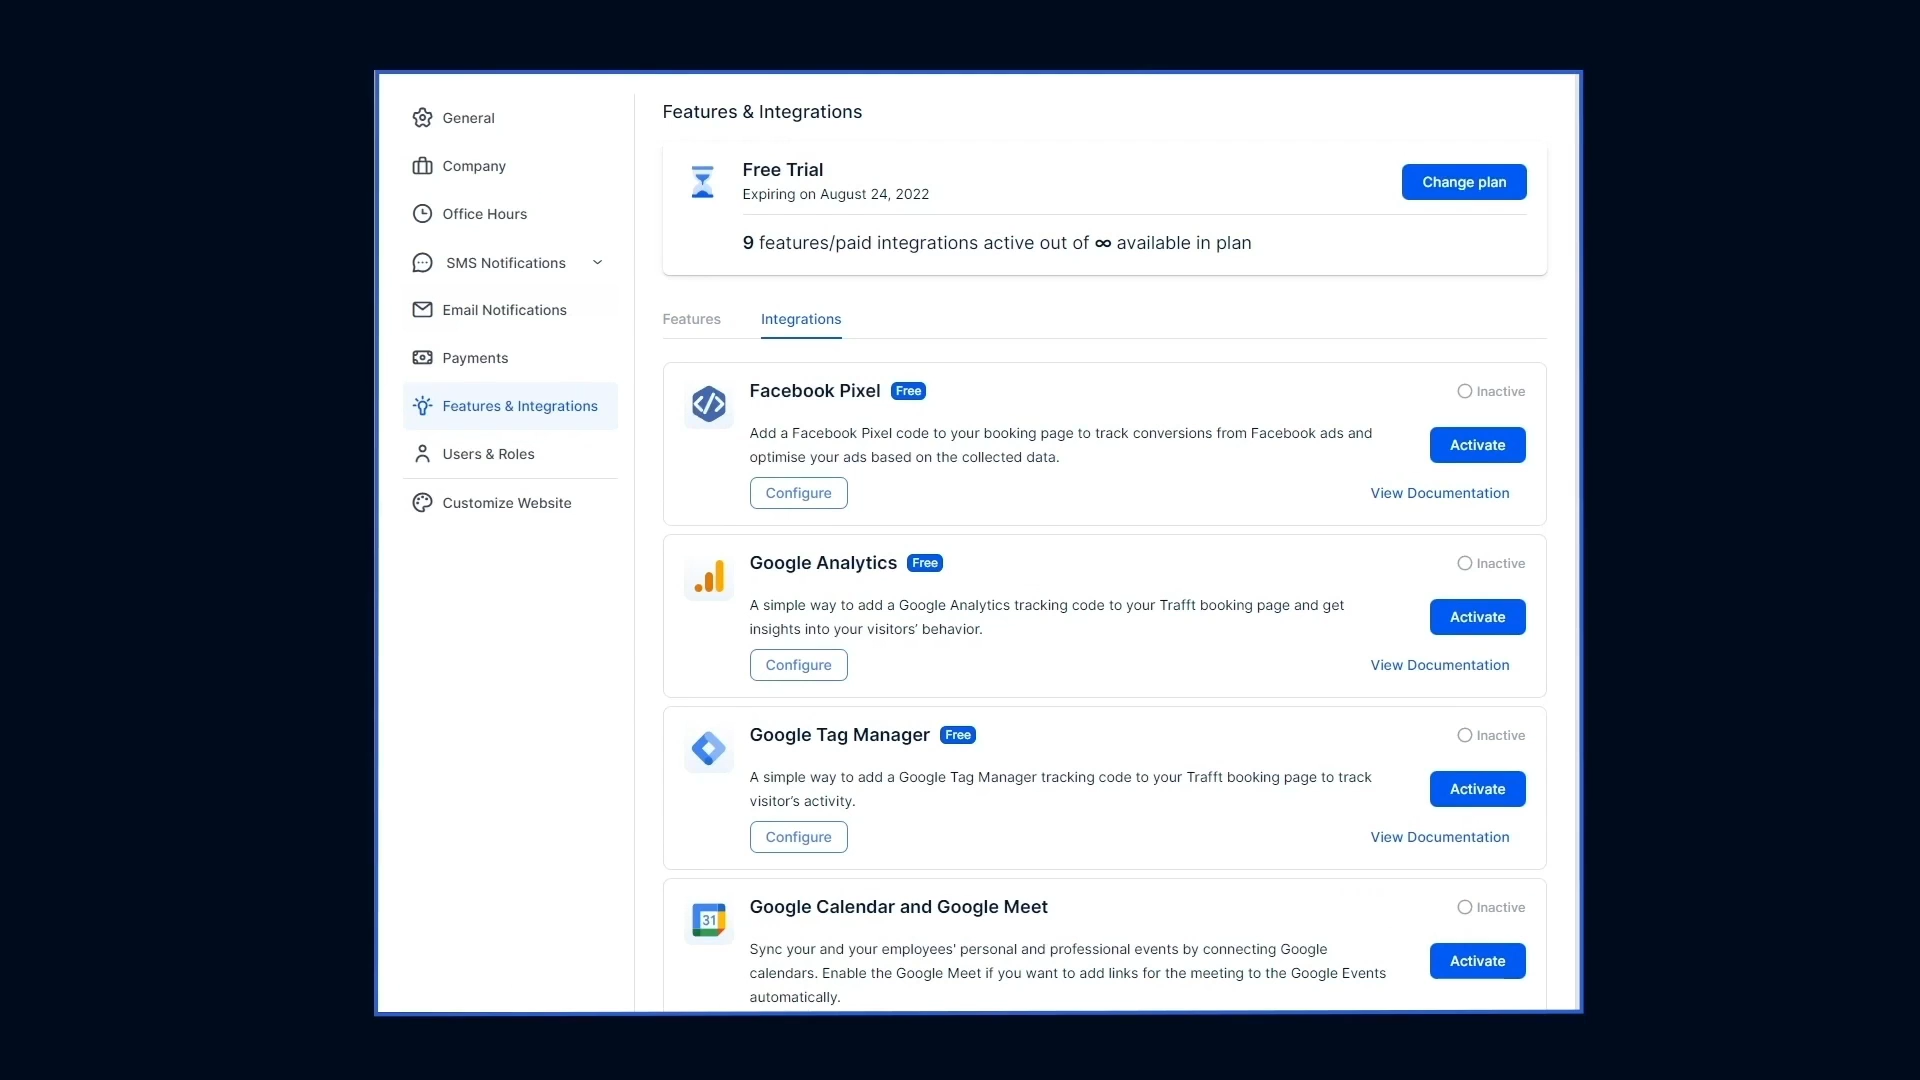 General
Company
Office Hours
SMS Notifications
Email Notifications
Payments
Features & Integrations
Users & Roles
Customize Website
Features & Integrations
Free Trial
Expiring on August 24, 2022
Change plan
9 features/paid integrations active out of ∞ available in plan
Features
Integrations
Facebook Pixel Free
Inactive
Add a Facebook Pixel code to your booking page to track conversions from Facebook ads and
optimise your ads based on the collected data.
Activate
Configure
View Documentation
Google Analytics Free
Inactive
A simple way to add a Google Analytics tracking code to your Trafft booking page and get
insights into your visitors’ behavior.
Activate
Configure
View Documentation
Google Tag Manager Free
Inactive
A simple way to add a Google Tag Manager tracking code to your Trafft booking page to track
visitor’s activity.
Activate
Configure
View Documentation
31
Google Calendar and Google Meet
Inactive
Sync your and your employees' personal and professional events by connecting Google
calendars. Enable the Google Meet if you want to add links for the meeting to the Google Events
automatically.
Activate